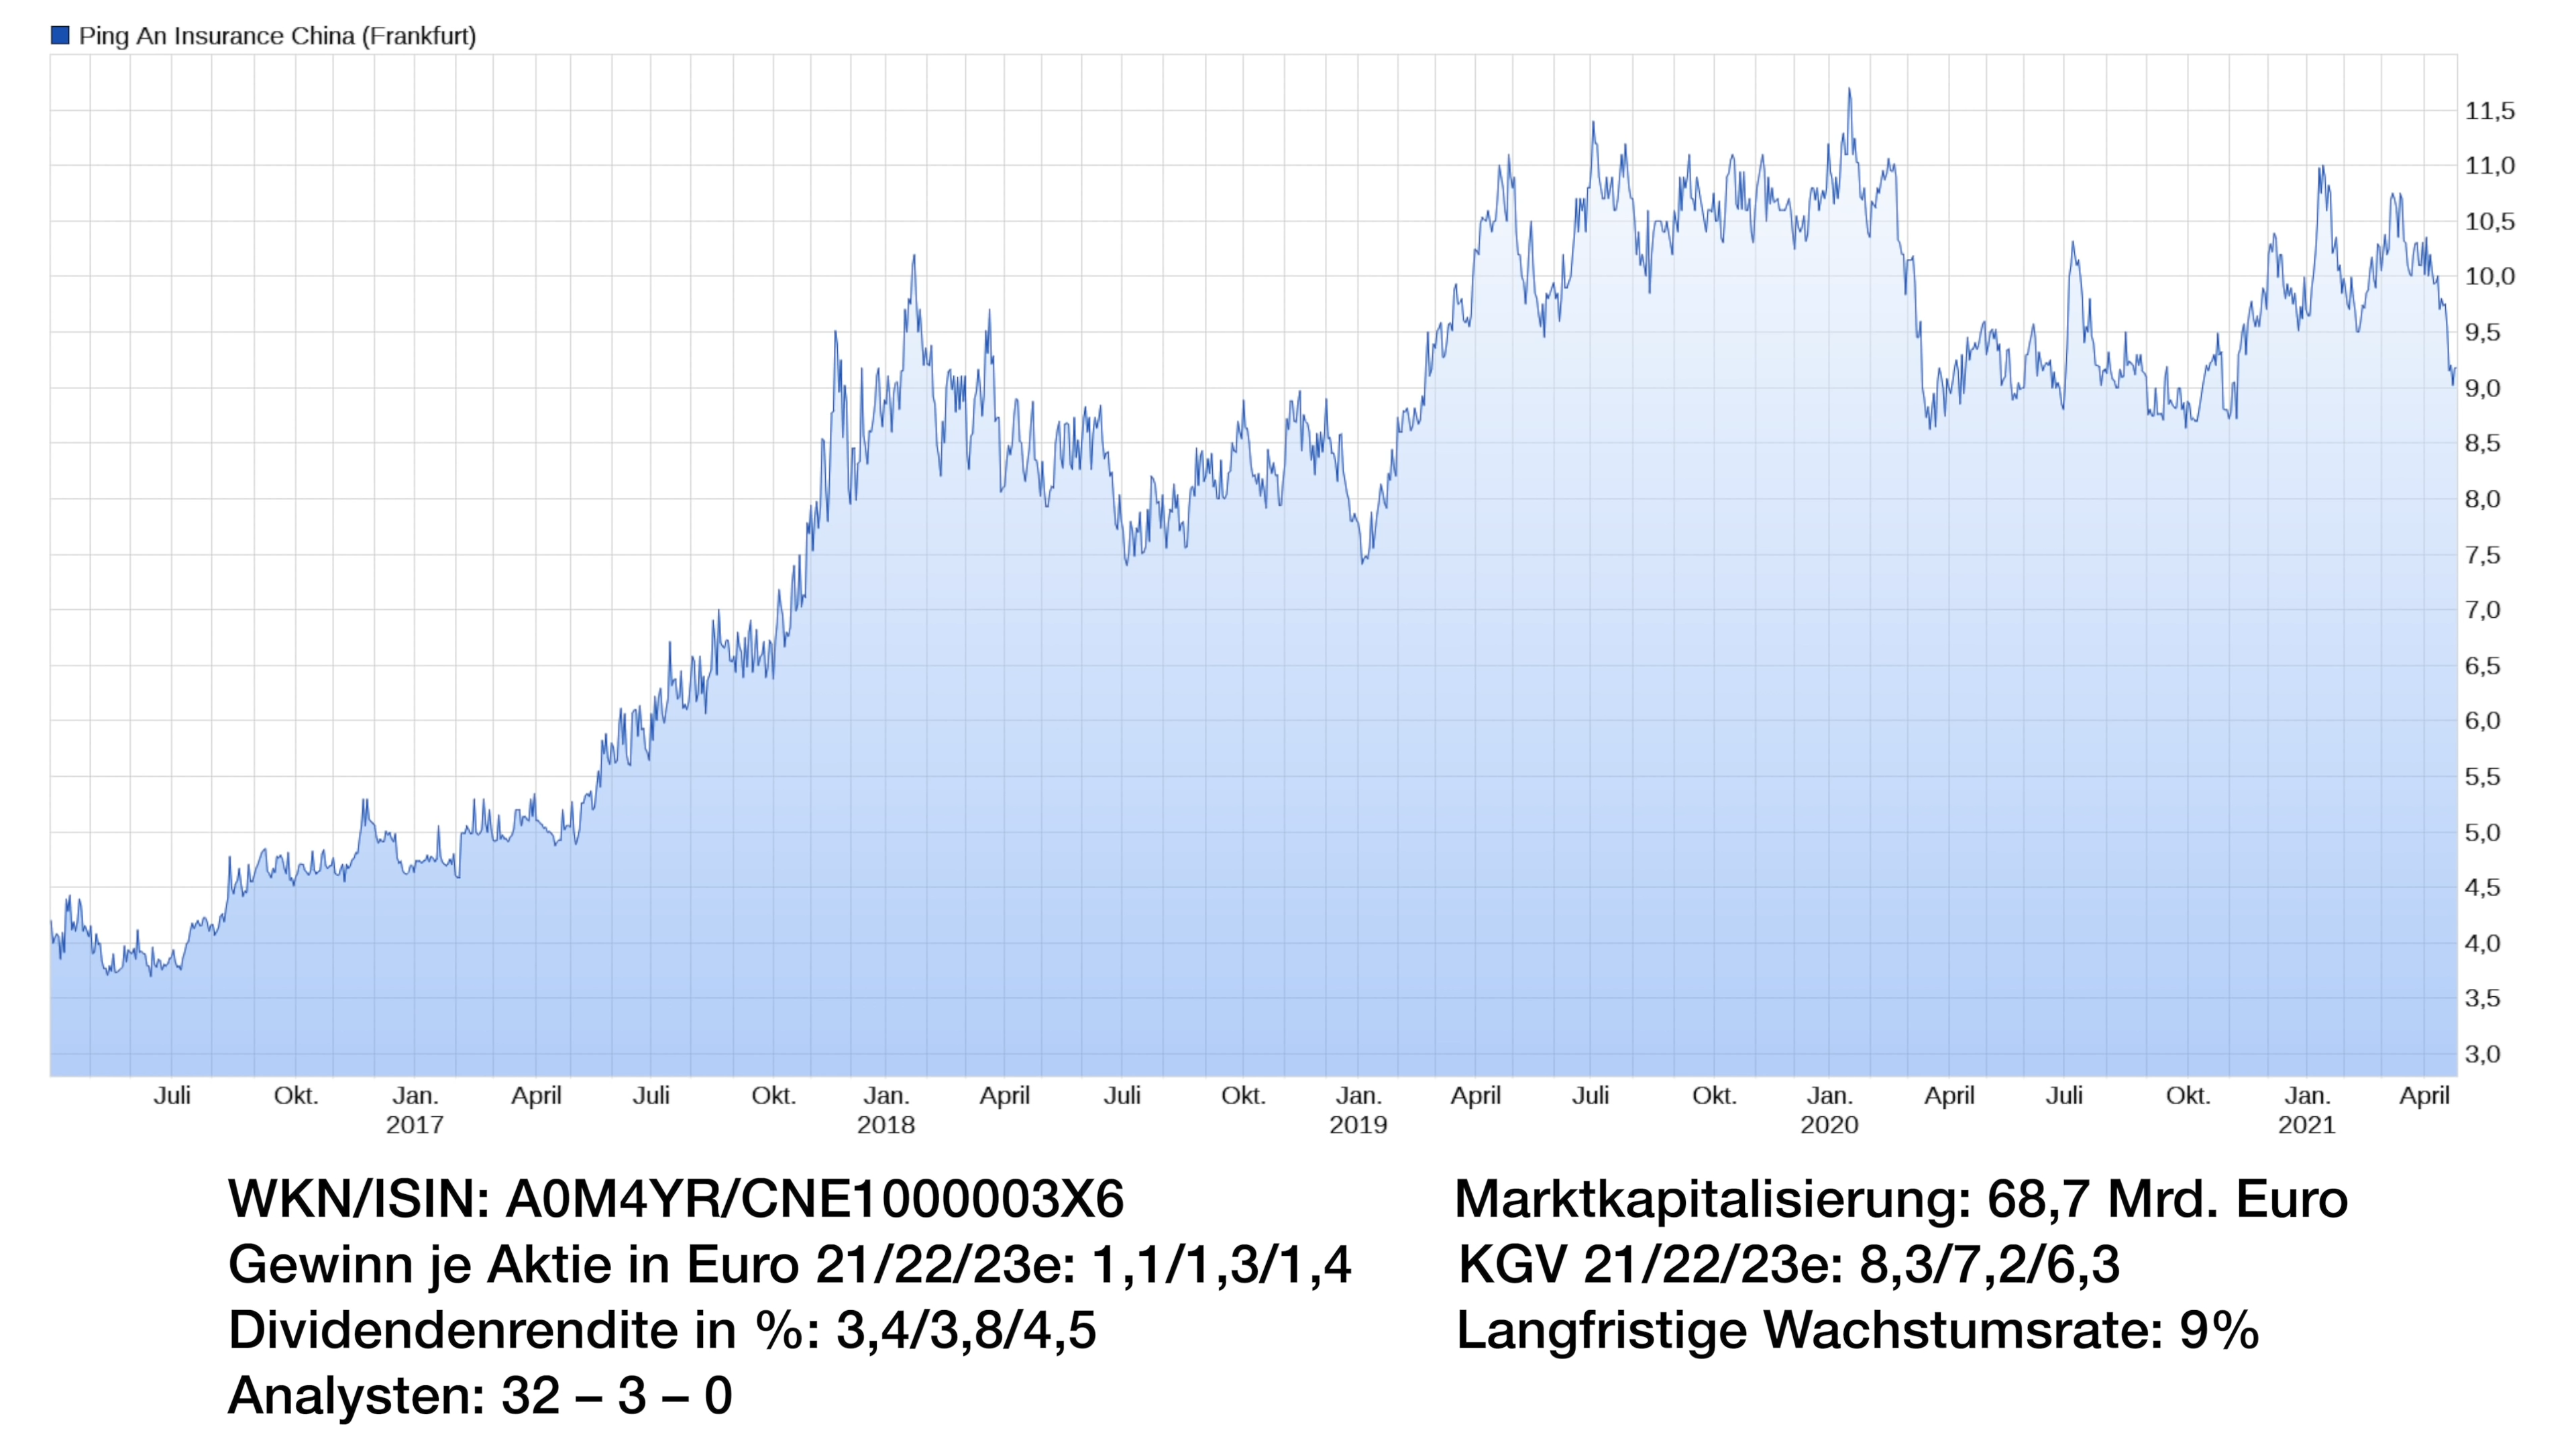 Ping An Insurance China (Frankfurt)
11,5
11,0
10,5
10,0
9,5
9,0
8,5
8,0
7,5
7,0
6,5
6,0
5,5
5,0
4,5
4,0
3,5
3,0
Juli Okt. Jan. April Juli Okt. Jan. April Juli Okt. Jan. April Juli Okt. Jan. April Juli Okt. Jan. April
2017 2018 2019 2020 2021
WKN/ISIN: A0M4YR/CNE1000003X6
Gewinn je Aktie in Euro 21/22/23e: 1,1/1,3/1,4
Dividendenrendite in %: 3,4/3,8/4,5
Analysten: 32 – 3 – 0
Marktkapitalisierung: 68,7 Mrd. Euro
KGV 21/22/23e: 8,3/7,2/6,3
Langfristige Wachstumsrate: 9%